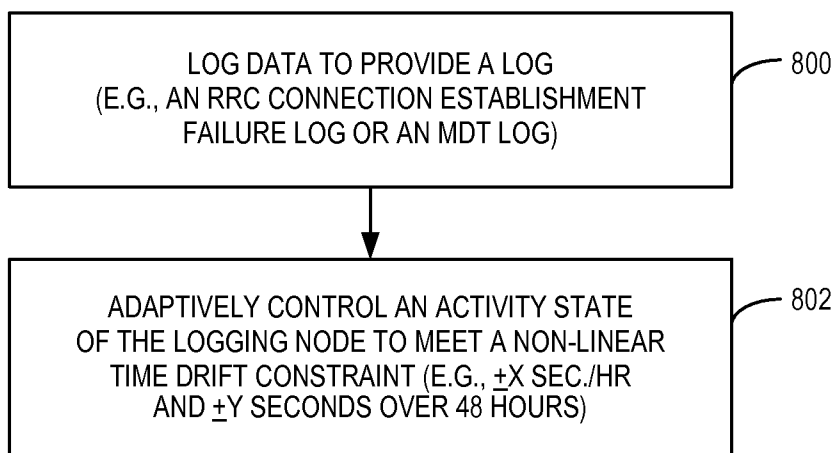 LOG DATA TO PROVIDE A LOG
(E.G., AN RRC CONNECTION ESTABLISHMENT
FAILURE LOG OR AN MDT LOG)
800
ADAPTIVELY CONTROL AN ACTIVITY STATE
OF THE LOGGING NODE TO MEET A NON-LINEAR
TIME DRIFT CONSTRAINT (E.G., ±X SEC./HR
AND ±Y SECONDS OVER 48 HOURS)
802